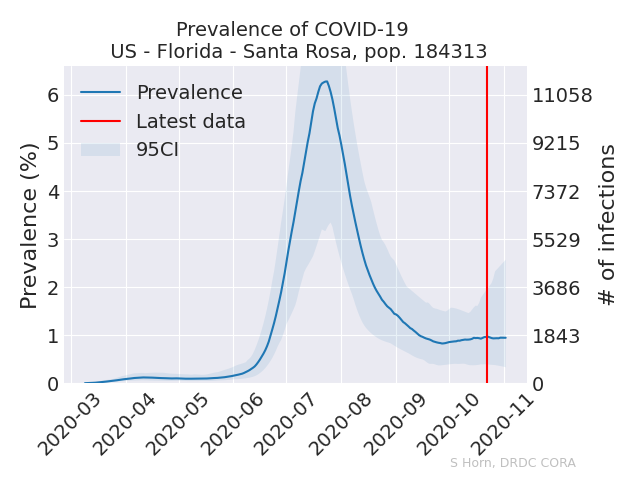 Prevalence of COVID-19
US - Florida - Santa Rosa, pop. 184313
Prevalence
Latest data
95CI
Prevalence (%)
6
5
4
3
2
1
0
11058
9215
7372
5529
3686
1843
0
# of infections
2020-03
2020-04
2020-05
2020-06
2020-07
2020-08
2020-09
2020-10
2020-11
S Horn, DRDC CORA